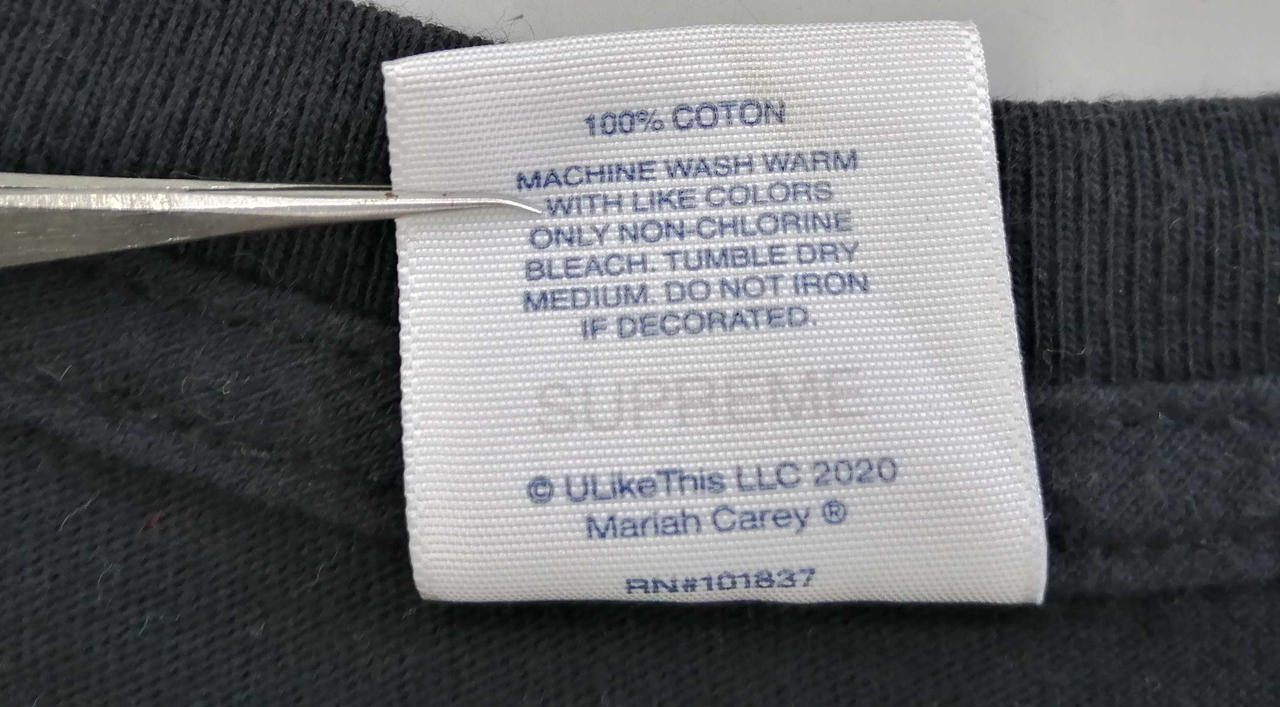 100% COTON
MACHINE WASH WARM
WITH LIKE COLORS
ONLY NON-CHLORINE
BLEACH. TUMBLE DRY
MEDIUM. DO NOT IRON
IF DECORATED.
SUPREME
© ULikeThis LLC 2020
Mariah Carey ®
RN#101837